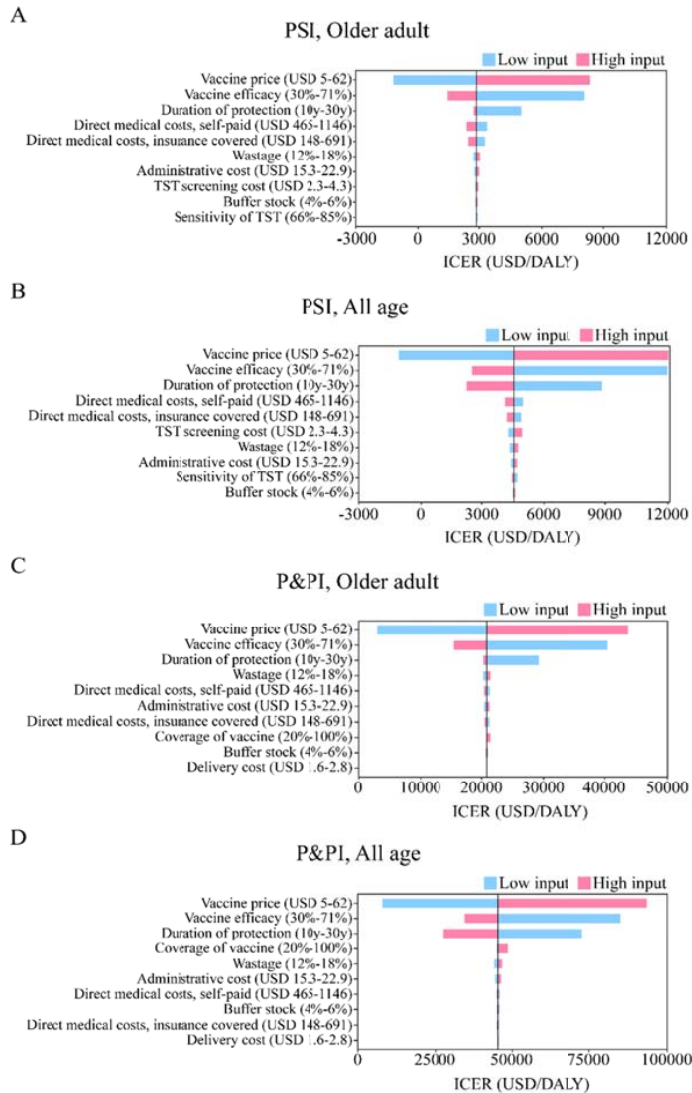 A
PSI, Older adult
Low input High input
Vaccine price (USD 5-62)
Vaccine efficacy (30%-71%)
Duration of protection (10y-30y)
Direct medical costs, self-paid (USD 465-1146)
Direct medical costs, insurance covered (USD 148-691)
Wastage (12%-18%)
Administrative cost (USD 15.3-22.9)
TST screening cost (USD 2.3-4.3)
Buffer stock (4%-6%)
Sensitivity of TST (66%-85%)
-3000 0 3000 6000 9000 12000
ICER (USD/DALY)
B
PSI, All age
Low input High input
Vaccine price (USD 5-62)
Vaccine efficacy (30%-71%)
Duration of protection (10y-30y)
Direct medical costs, self-paid (USD 465-1146)
Direct medical costs, insurance covered (USD 148-691)
TST screening cost (USD 2.3-4.3)
Wastage (12%-18%)
Administrative cost (USD 15.3-22.9)
Sensitivity of TST (66%-85%)
Buffer stock (4%-6%)
-3000 0 3000 6000 9000 12000
ICER (USD/DALY)
C
P&PI, Older adult
Low input High input
Vaccine price (USD 5-62)
Vaccine efficacy (30%-71%)
Duration of protection (10y-30y)
Wastage (12%-18%)
Direct medical costs, self-paid (USD 465-1146)
Administrative cost (USD 15.3-22.9)
Direct medical costs, insurance covered (USD 148-691)
Coverage of vaccine (20%-100%)
Buffer stock (4%-6%)
Delivery cost (USD 1.6-2.8)
0 10000 20000 30000 40000 50000
ICER (USD/DALY)
D
P&PI, All age
Low input High input
Vaccine price (USD 5-62)
Vaccine efficacy (30%-71%)
Duration of protection (10y-30y)
Coverage of vaccine (20%-100%)
Wastage (12%-18%)
Administrative cost (USD 15.3-22.9)
Direct medical costs, self-paid (USD 465-1146)
Buffer stock (4%-6%)
Direct medical costs, insurance covered (USD 148-691)
Delivery cost (USD 1.6-2.8)
0 25000 50000 75000 100000
ICER (USD/DALY)